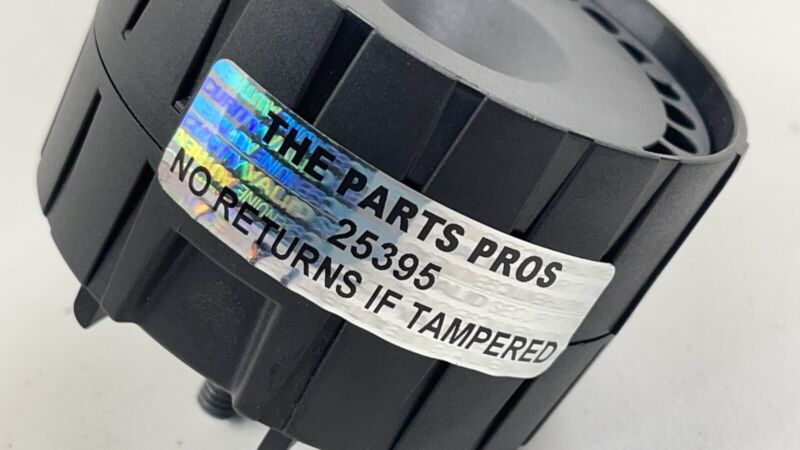 THE PARTS PROS
25395
NO RETURNS IF TAMPERED